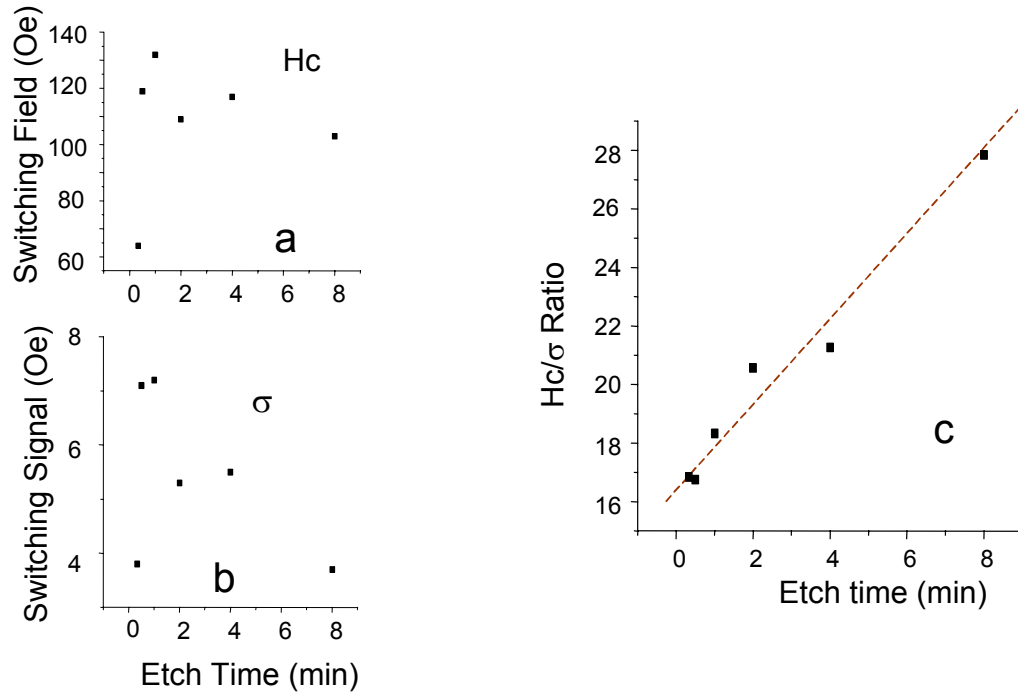 Switching Field (Oe)
140
120
100
80
60
Hc
a
0 2 4 6 8
Switching Signal (Oe)
8
6
4
σ
b
0 2 4 6 8
Etch Time (min)
Hc/σ Ratio
28
26
24
22
20
18
16
c
0 2 4 6 8
Etch time (min)